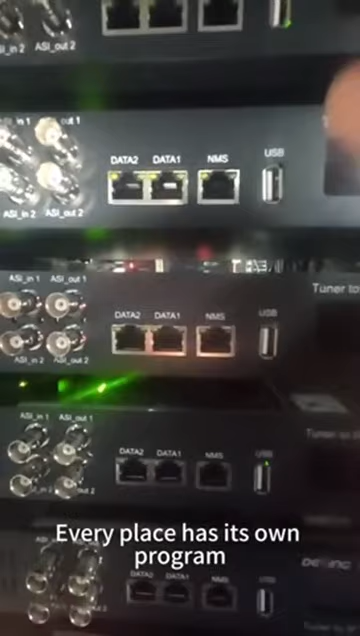 ASI_in 2
ASI_out 2
out 1
DATA2 DATA1 NMS USB
ASI_in 2
ASI_out 2
ASI_in 1
ASI_out 1
DATA2 DATA1 NMS USB
ASI_in 2
ASI_out 2
ASI_in 1
ASI_out 1
DATA2 DATA1 NMS USB
Every place has its own
program
DATA2 DATA1 NMS USB